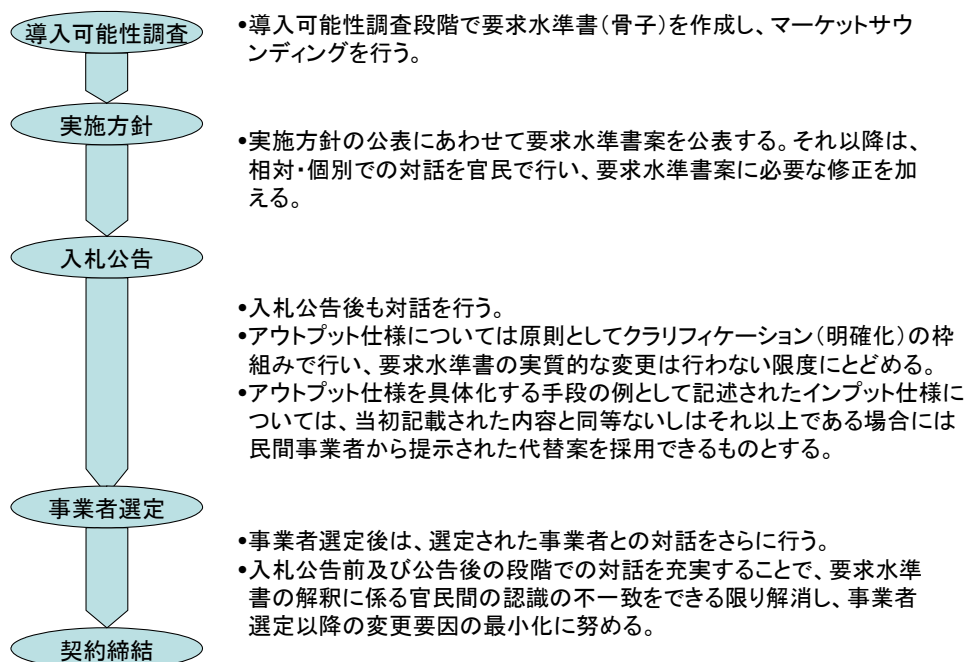 導入可能性調査
•導入可能性調査段階で要求水準書（骨子）を作成し、マーケットサウ
ンディングを行う。
実施方針
•実施方針の公表にあわせて要求水準書案を公表する。それ以降は、
相対・個別での対話を官民で行い、要求水準書案に必要な修正を加
える。
入札公告
•入札公告後も対話を行う。
•アウトプット仕様については原則としてクラリフィケーション（明確化）の枠
組みで行い、要求水準書の実質的な変更は行わない限度にとどめる。
•アウトプット仕様を具体化する手段の例として記述されたインプット仕様に
ついては、当初記載された内容と同等ないしはそれ以上である場合には
民間事業者から提示された代替案を採用できるものとする。
事業者選定
•事業者選定後は、選定された事業者との対話をさらに行う。
•入札公告前及び公告後の段階での対話を充実することで、要求水準
書の解釈に係る官民間の認識の不一致をできる限り解消し、事業者
選定以降の変更要因の最小化に努める。
契約締結